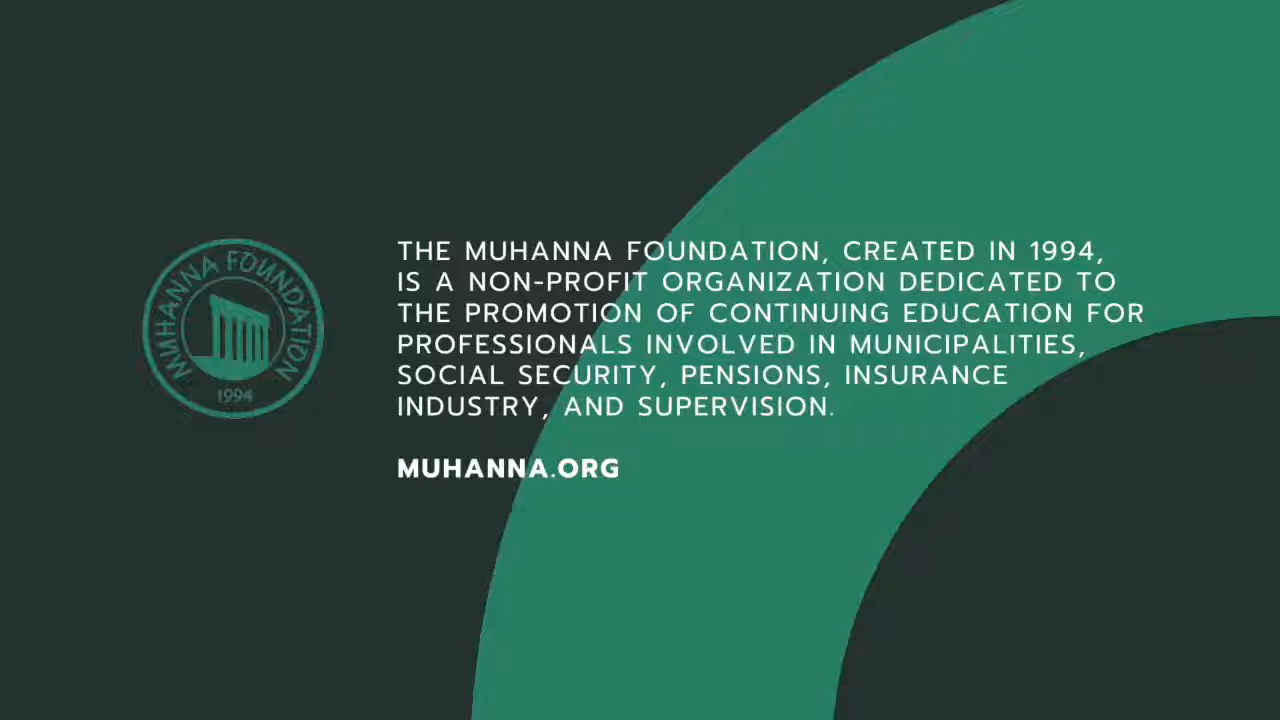 MUHANNA FOUNDATION
1994
THE MUHANNA FOUNDATION, CREATED IN 1994,
IS A NON-PROFIT ORGANIZATION DEDICATED TO
THE PROMOTION OF CONTINUING EDUCATION FOR
PROFESSIONALS INVOLVED IN MUNICIPALITIES,
SOCIAL SECURITY, PENSIONS, INSURANCE
INDUSTRY, AND SUPERVISION.
MUHANNA.ORG